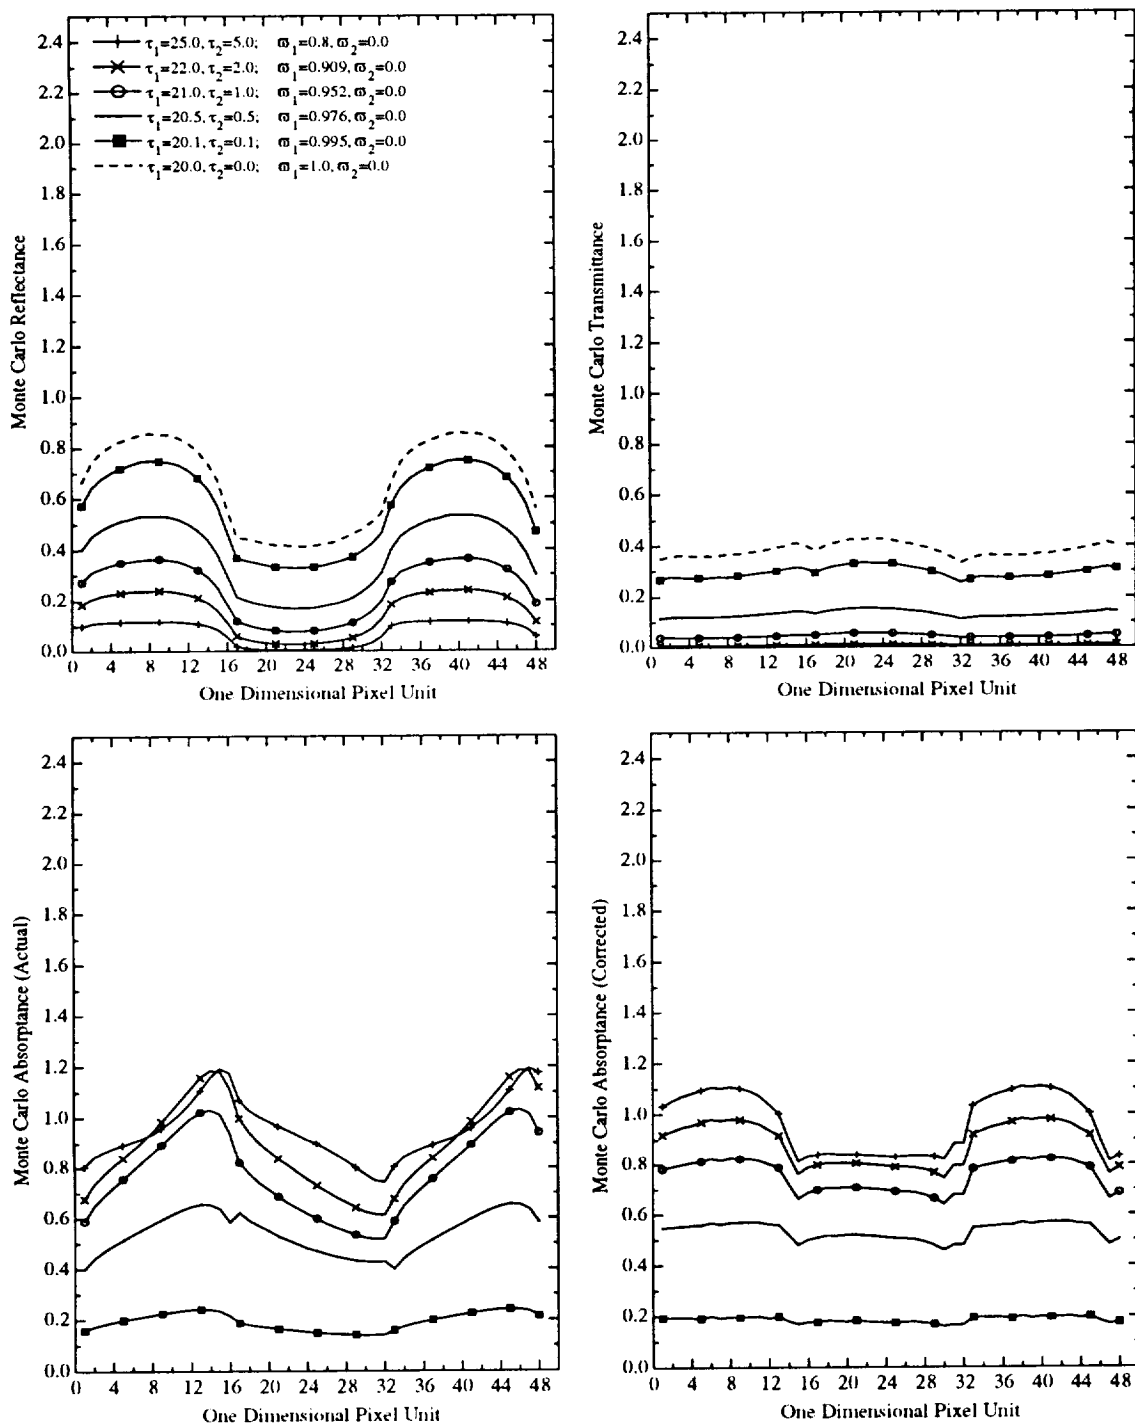 2.4
2.2
2.0
1.8
1.6
1.4
1.2
1.0
0.8
0.6
0.4
0.2
0.0
Monte Carlo Reflectance
τ1=25.0, τ2=5.0; ϖ1=0.8, ϖ2=0.0
τ1=22.0, τ2=2.0; ϖ1=0.909, ϖ2=0.0
τ1=21.0, τ2=1.0; ϖ1=0.952, ϖ2=0.0
τ1=20.5, τ2=0.5; ϖ1=0.976, ϖ2=0.0
τ1=20.1, τ2=0.1; ϖ1=0.995, ϖ2=0.0
τ1=20.0, τ2=0.0; ϖ1=1.0, ϖ2=0.0
0 4 8 12 16 20 24 28 32 36 40 44 48
One Dimensional Pixel Unit
2.4
2.2
2.0
1.8
1.6
1.4
1.2
1.0
0.8
0.6
0.4
0.2
0.0
Monte Carlo Transmittance
0 4 8 12 16 20 24 28 32 36 40 44 48
One Dimensional Pixel Unit
2.4
2.2
2.0
1.8
1.6
1.4
1.2
1.0
0.8
0.6
0.4
0.2
0.0
Monte Carlo Absorptance (Actual)
0 4 8 12 16 20 24 28 32 36 40 44 48
One Dimensional Pixel Unit
2.4
2.2
2.0
1.8
1.6
1.4
1.2
1.0
0.8
0.6
0.4
0.2
0.0
Monte Carlo Absorptance (Corrected)
0 4 8 12 16 20 24 28 32 36 40 44 48
One Dimensional Pixel Unit